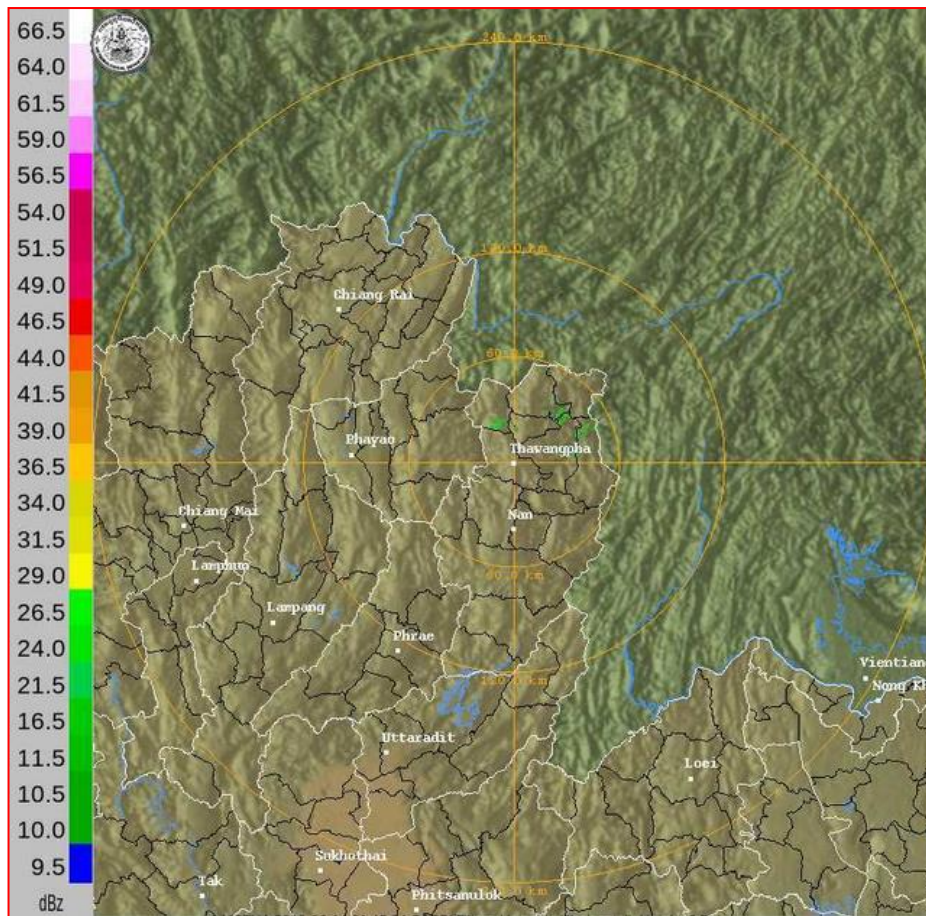 66.5
64.0
61.5
59.0
56.5
54.0
51.5
49.0
46.5
44.0
41.5
39.0
36.5
34.0
31.5
29.0
26.5
24.0
21.5
16.5
11.5
10.5
10.0
9.5
dBz
240.0 km
Chiang Rai
60.0 km
Phayao
Thawangpha
Chiang Mai
Nan
Lamphun
Lampang
Phrae
Vientian
Nong Kh
Uttaradit
Loei
Sukhothai
Tak
Phitsanulok